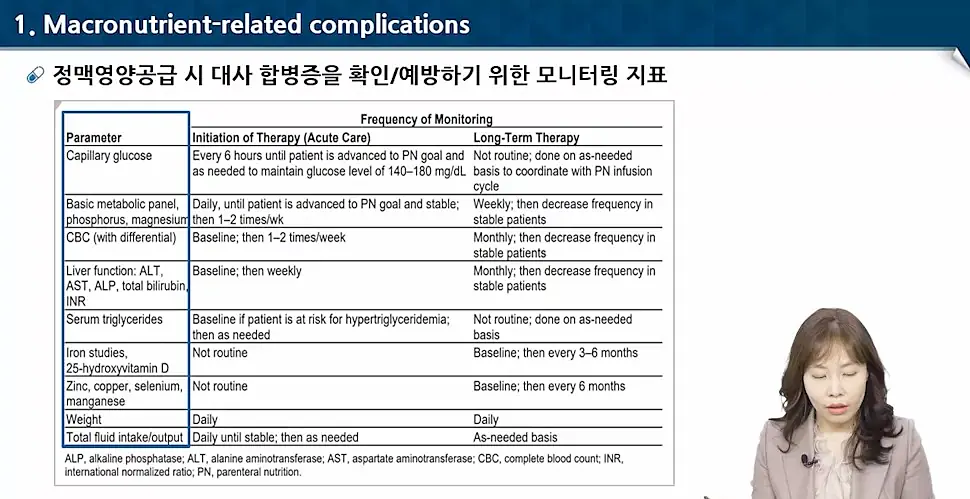 1. Macronutrient-related complications
정맥영양공급 시 대사 합병증을 확인/예방하기 위한 모니터링 지표
Frequency of Monitoring
Parameter Initiation of Therapy (Acute Care) Long-Term Therapy
Capillary glucose Every 6 hours until patient is advanced to PN goal and Not routine; done on as-needed
as needed to maintain glucose level of 140–180 mg/dL basis to coordinate with PN infusion
cycle
Basic metabolic panel, Daily, until patient is advanced to PN goal and stable; Weekly; then decrease frequency in
phosphorus, magnesium then 1–2 times/wk stable patients
CBC (with differential) Baseline; then 1–2 times/week Monthly; then decrease frequency in
stable patients
Liver function: ALT, Baseline; then weekly Monthly; then decrease frequency in
AST, ALP, total bilirubin, stable patients
INR
Serum triglycerides Baseline if patient is at risk for hypertriglyceridemia; Not routine; done on as-needed
then as needed basis
Iron studies, Not routine Baseline; then every 3–6 months
25-hydroxyvitamin D
Zinc, copper, selenium, Not routine Baseline; then every 6 months
manganese
Weight Daily Daily
Total fluid intake/output Daily until stable; then as needed As-needed basis
ALP, alkaline phosphatase; ALT, alanine aminotransferase; AST, aspartate aminotransferase; CBC, complete blood count; INR,
international normalized ratio; PN, parenteral nutrition.